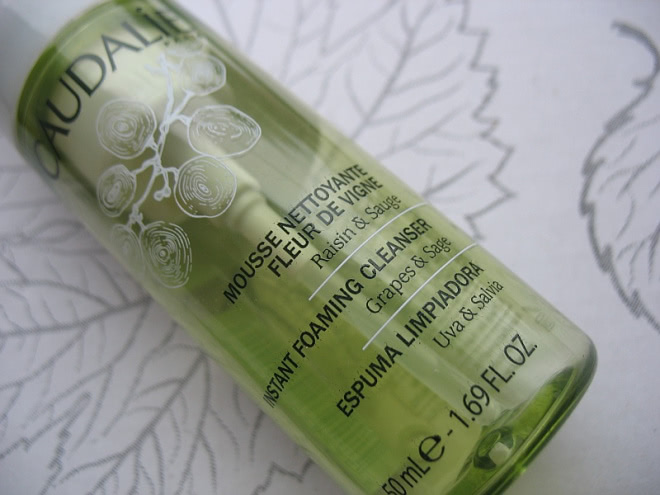 CAUDALIE
MOUSSE NETTOYANTE
FLEUR DE VIGNE
Raisin & Sauge
INSTANT FOAMING CLEANSER
Grapes & Sage
ESPUMA LIMPIADORA
Uva & Salvia
50 mL e - 1.69 FL. OZ.